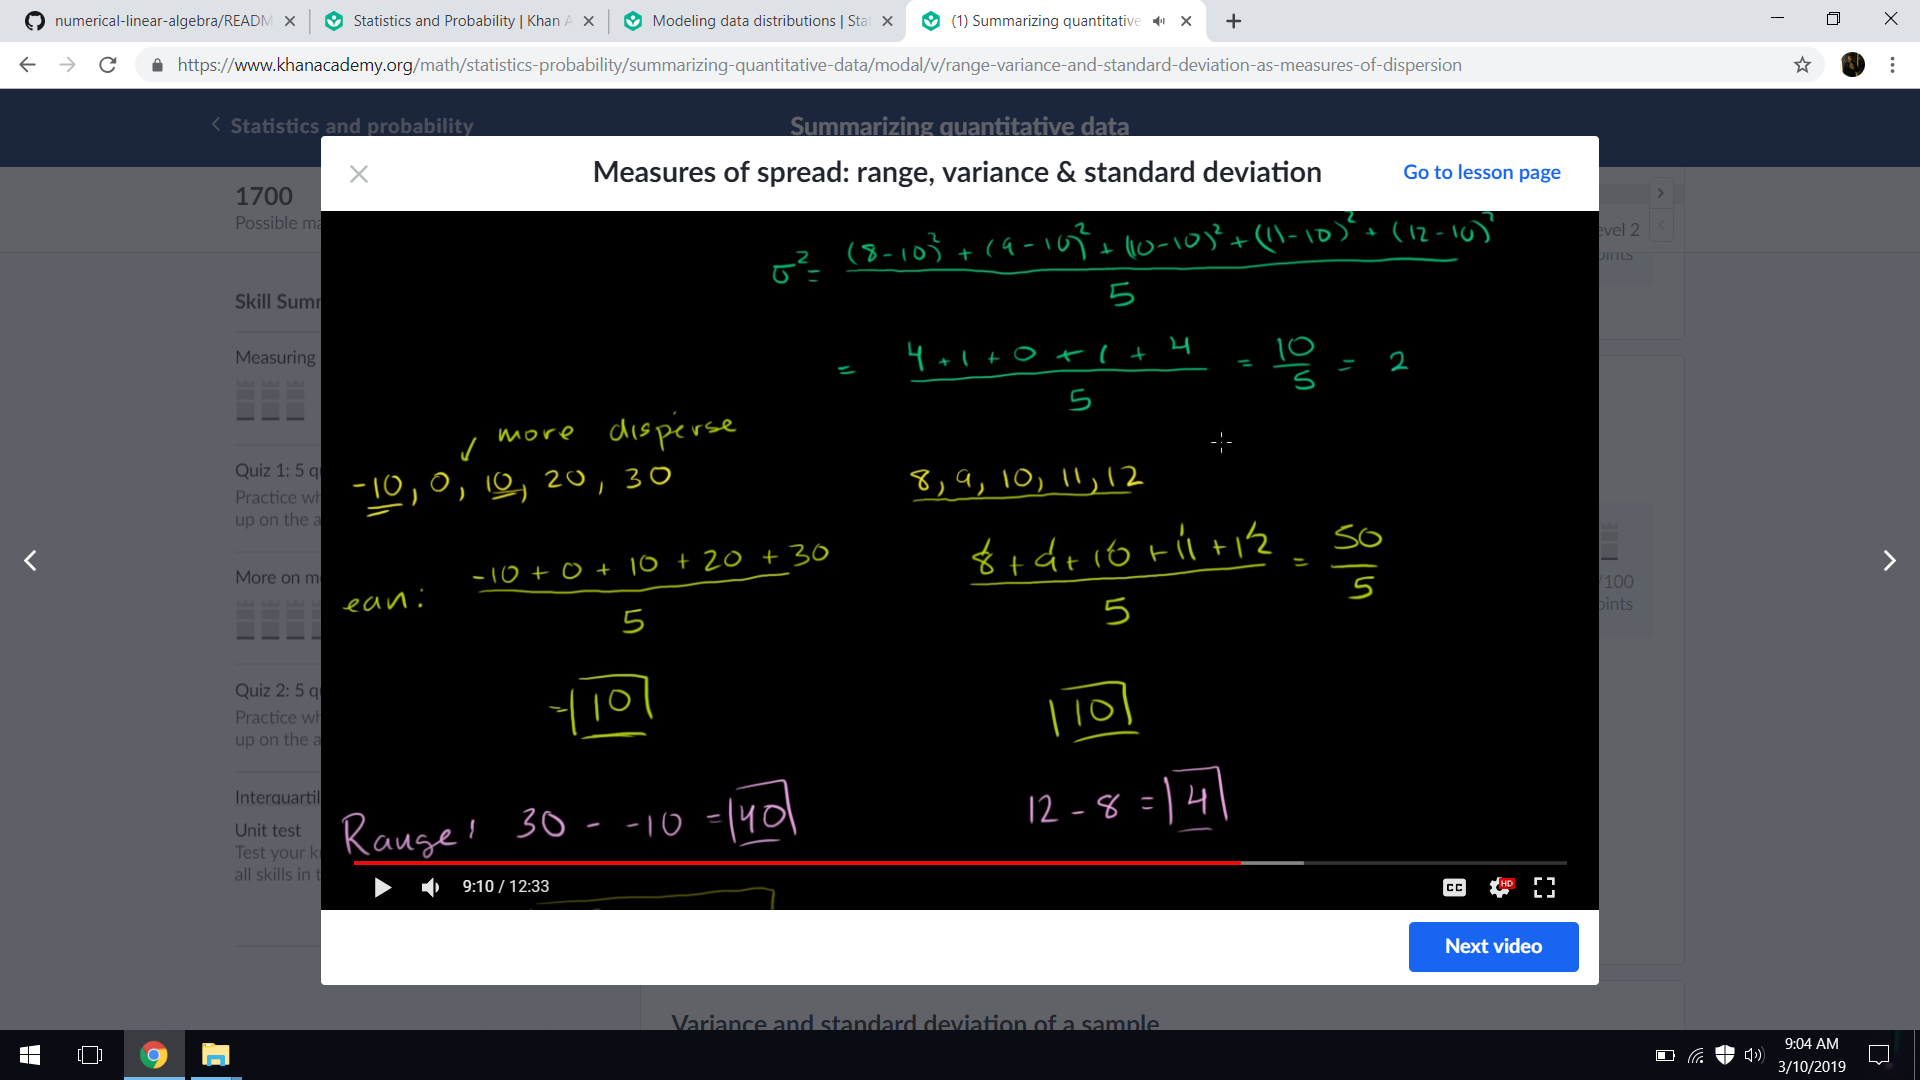 numerical-linear-algebra/READM
Statistics and Probability | Khan A
Modeling data distributions | Stat
(1) Summarizing quantitative
https://www.khanacademy.org/math/statistics-probability/summarizing-quantitative-data/modal/v/range-variance-and-standard-deviation-as-measures-of-dispersion
Statistics and probability
Summarizing quantitative data
1700
Possible ma
evel 2
oints
Skill Summ
Measuring
Quiz 1: 5 qu
Practice wh
up on the a
More on m
Quiz 2: 5 qu
Practice wh
up on the a
Interquartil
Unit test
Test your k
all skills in t
/100
oints
Measures of spread: range, variance & standard deviation
Go to lesson page
σ² = (8-10)² + (9-10)² + (10-10)² + (11-10)² + (12-10)²
5
= 4 + 1 + 0 + 1 + 4 = 10 = 2
5 5
more disperse
-10, 0, 10, 20, 30 8, 9, 10, 11, 12
ean: -10 + 0 + 10 + 20 + 30 8 + 9 + 10 + 11 + 12 = 50
5 5 5
= 10 10
Range: 30 - -10 = 40 12 - 8 = 4
9:10 / 12:33
CC
HD
Next video
Variance and standard deviation of a sample
9:04 AM
3/10/2019